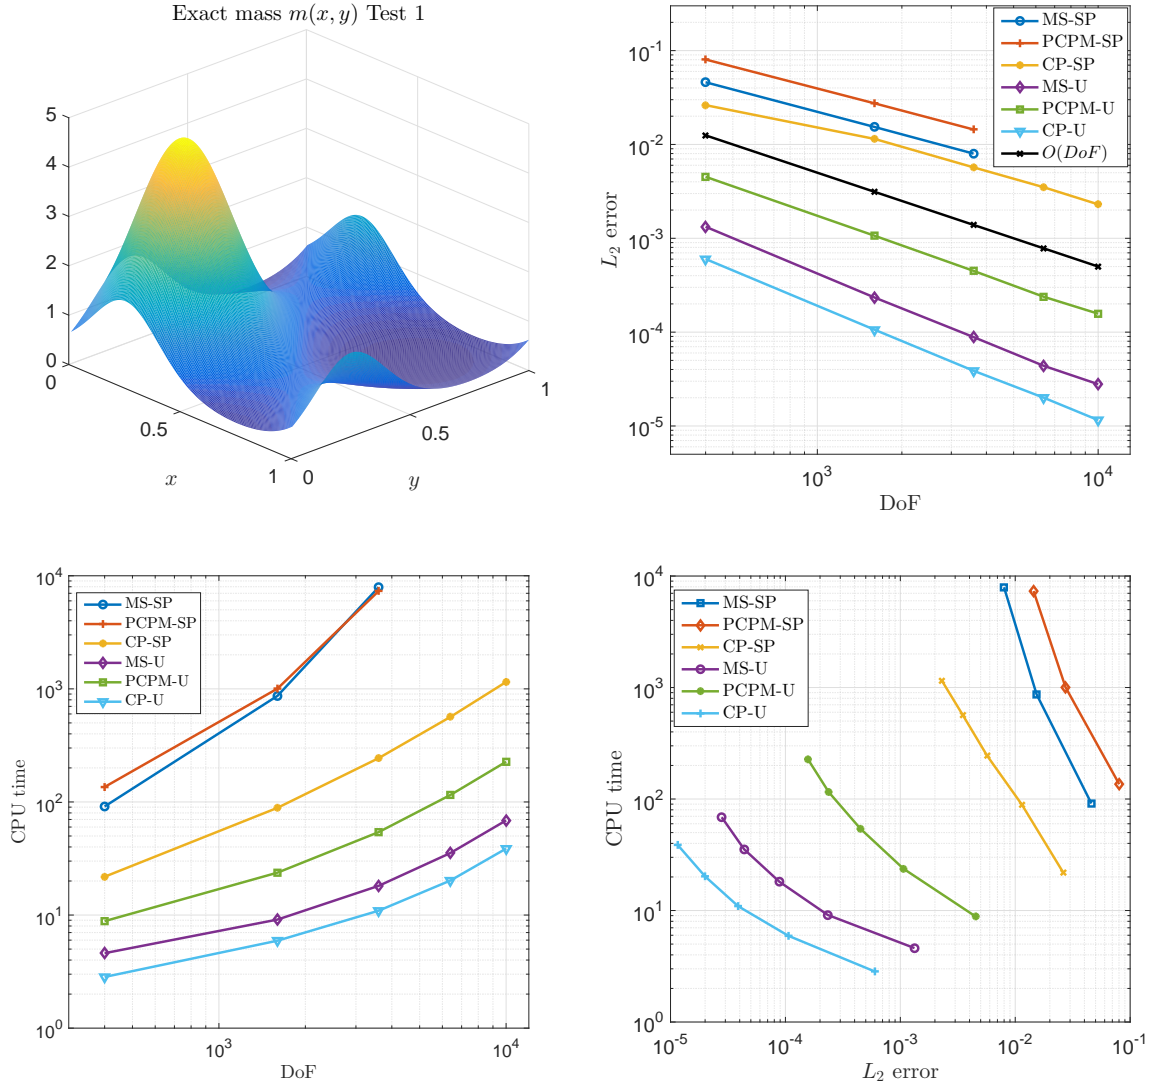 Exact mass m(x, y) Test 1
5
4
3
2
1
0
0
0.5
1
x
0
0.5
1
y
MS-SP
PCPM-SP
CP-SP
MS-U
PCPM-U
CP-U
O(DoF)
10^-1
10^-2
10^-3
10^-4
10^-5
L_2 error
10^3
10^4
DoF
MS-SP
PCPM-SP
CP-SP
MS-U
PCPM-U
CP-U
10^4
10^3
10^2
10^1
10^0
CPU time
10^3
10^4
DoF
MS-SP
PCPM-SP
CP-SP
MS-U
PCPM-U
CP-U
10^4
10^3
10^2
10^1
10^0
CPU time
10^-5
10^-4
10^-3
10^-2
10^-1
L_2 error